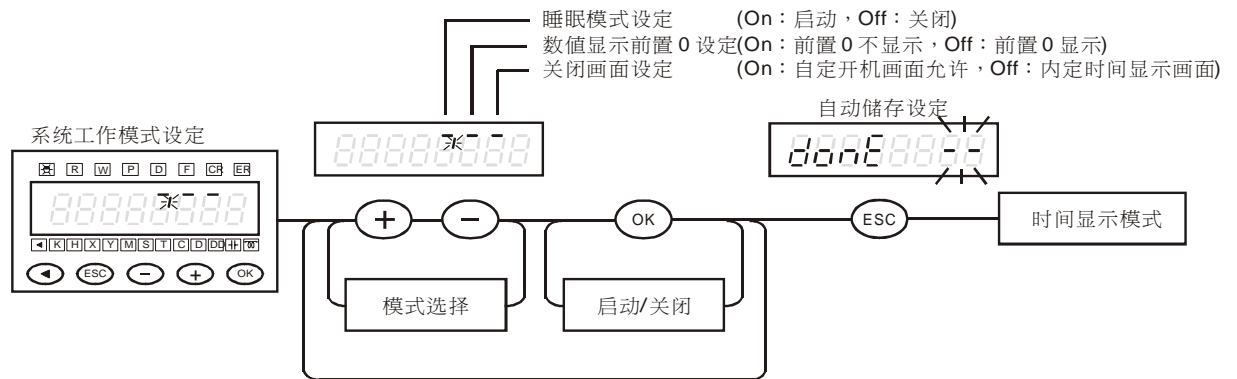 睡眠模式设定 (On：启动，Off：关闭)
数值显示前置 0 设定(On：前置 0 不显示，Off：前置 0 显示)
关闭画面设定 (On：自定开机画面允许，Off：内定时间显示画面)
自动储存设定
系统工作模式设定
R W P D F CR ER
donE --
+ − OK ESC 时间显示模式
◄ K H X Y M S T C D DD
◄ ESC − + OK
模式选择 启动/关闭